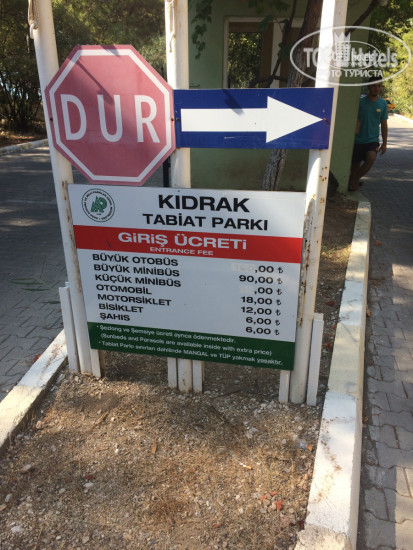 TopHotels
то туриста
DUR
KIDRAK
TABİAT PARKI
GİRİŞ ÜCRETİ
ENTRANCE FEE
BÜYÜK OTOBÜS ,00 ₺
BÜYÜK MİNİBÜS 90,00 ₺
KÜÇÜK MİNİBÜS ,00 ₺
OTOMOBİL
MOTORSİKLET 18,00 ₺
BİSİKLET 12,00 ₺
ŞAHIS 6,00 ₺
6,00 ₺
* Şezlong ve Şemsiye ücreti ayrıca ödenmektedir.
(Sunbeds and Parasols are available inside with extra price)
* Tabiat Parkı sınırları dahilinde MANGAL ve TÜP yakmak yasaktır.